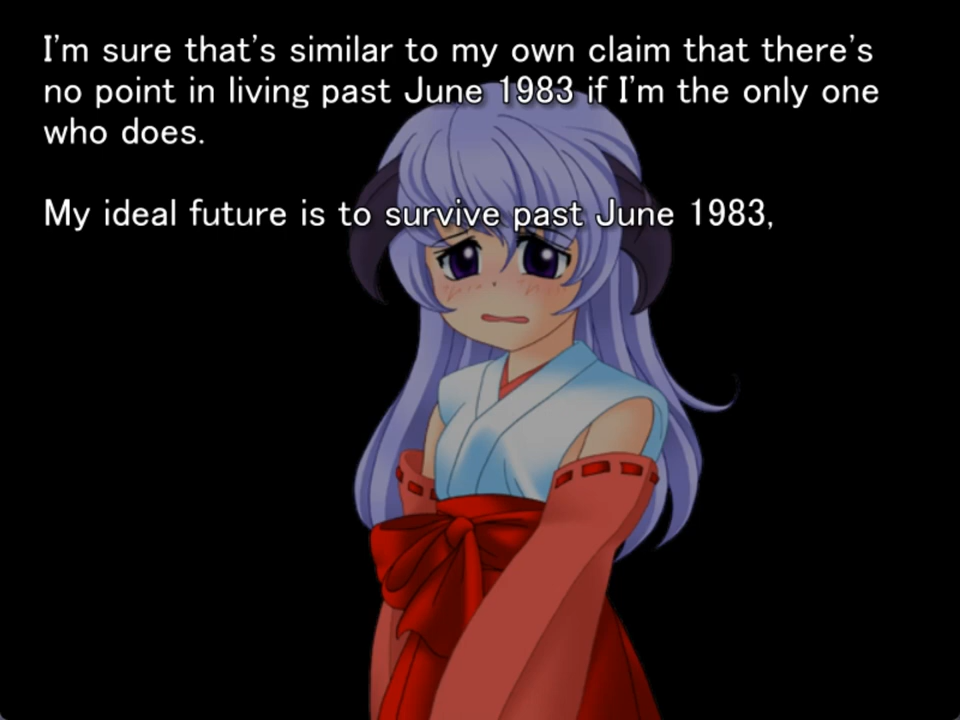 I'm sure that's similar to my own claim that there's
no point in living past June 1983 if I'm the only one
who does.
My ideal future is to survive past June 1983,